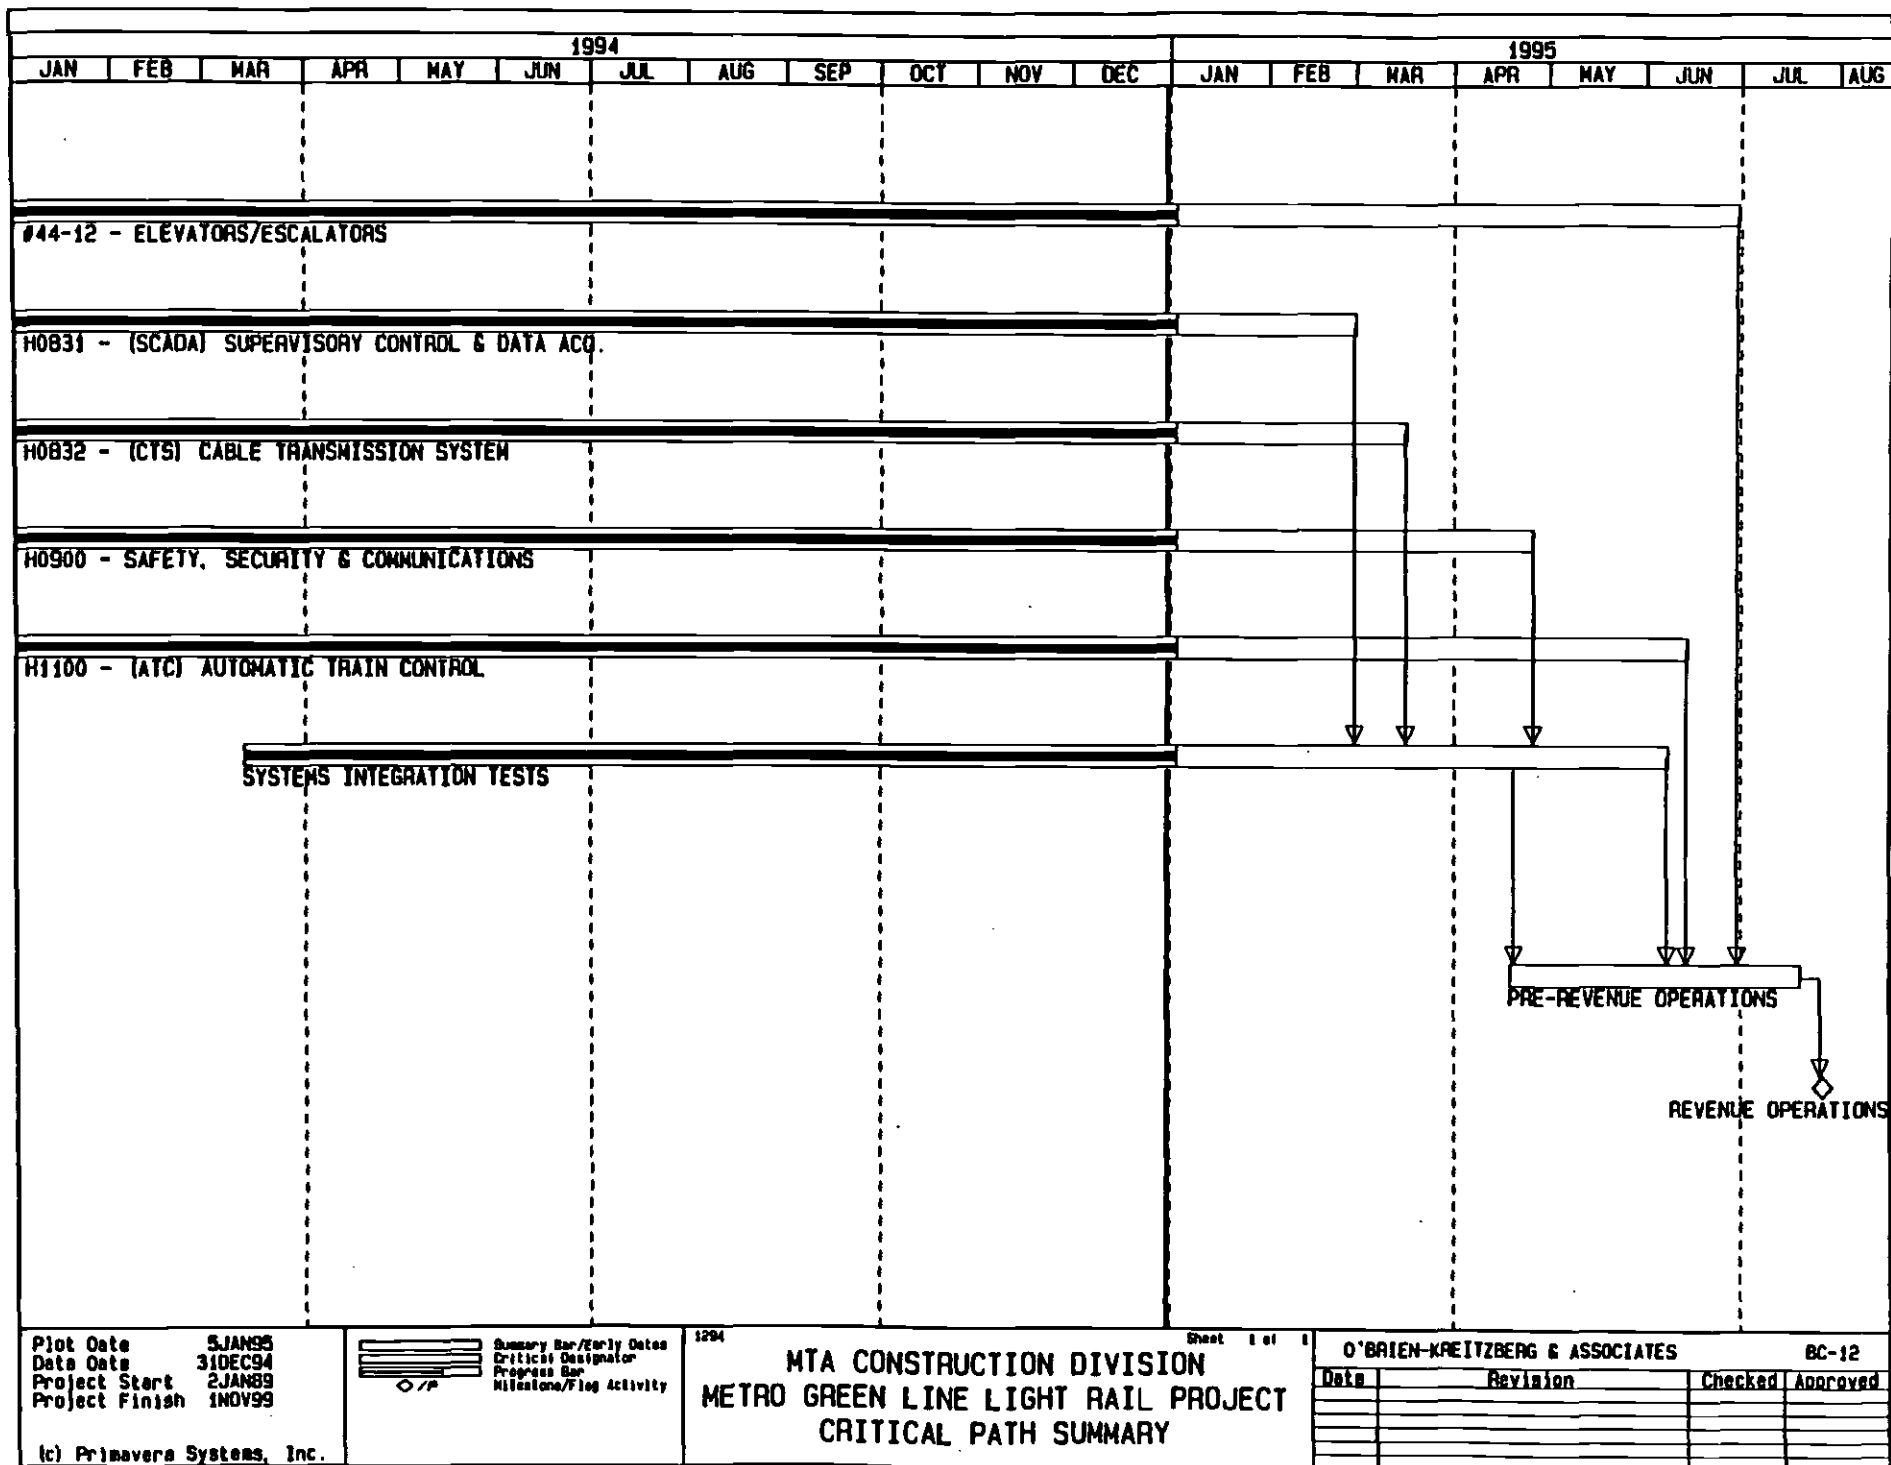 1994 1995
JAN FEB MAR APR MAY JUN JUL AUG SEP OCT NOV DEC JAN FEB MAR APR MAY JUN JUL AUG
#44-12 - ELEVATORS/ESCALATORS
H0831 - (SCADA) SUPERVISORY CONTROL & DATA ACQ.
H0832 - (CTS) CABLE TRANSMISSION SYSTEM
H0900 - SAFETY, SECURITY & COMMUNICATIONS
H1100 - (ATC) AUTOMATIC TRAIN CONTROL
SYSTEMS INTEGRATION TESTS
PRE-REVENUE OPERATIONS
REVENUE OPERATIONS
Plot Date 5JAN95
Data Date 31DEC94
Project Start 2JAN89
Project Finish 1NOV99
(c) Primavera Systems, Inc.
Summary Bar/Early Dates
Critical Designator
Progress Bar
Milestone/Flag Activity
1294
Sheet 1 of 1
MTA CONSTRUCTION DIVISION
METRO GREEN LINE LIGHT RAIL PROJECT
CRITICAL PATH SUMMARY
O'BRIEN-KREITZBERG & ASSOCIATES BC-12
Date Revision Checked Approved